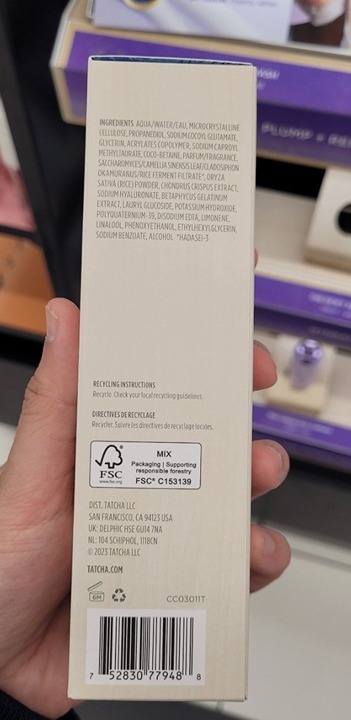 PLUMP + RE
INGREDIENTS: AQUA/WATER/EAU, MICROCRYSTALLINE
CELLULOSE, PROPANEDIOL, SODIUM COCOYL GLUTAMATE,
GLYCERIN, ACRYLATES COPOLYMER, SODIUM CAPROYL
METHYLTAURATE, COCO-BETAINE, PARFUM/FRAGRANCE,
SACCHAROMYCES/CAMELLIA SINENSIS LEAF/CLADOSIPHON
OKAMURANUS/RICE FERMENT FILTRATE*, ORYZA
SATIVA (RICE) POWDER, CHONDRUS CRISPUS EXTRACT,
SODIUM HYALURONATE, BETAPHYCUS GELATINUM
EXTRACT, LAURYL GLUCOSIDE, POTASSIUM HYDROXIDE,
POLYQUATERNIUM-39, DISODIUM EDTA, LIMONENE,
LINALOOL, PHENOXYETHANOL, ETHYLHEXYLGLYCERIN,
SODIUM BENZOATE, ALCOHOL *HADASEI-3
RECYCLING INSTRUCTIONS
Recycle. Check your local recycling guidelines.
DIRECTIVES DE RECYCLAGE
Recycler. Suivre les directives de recyclage locales.
FSC
www.fsc.org
MIX
Packaging | Supporting
responsible forestry
FSC® C153139
DIST. TATCHA LLC
SAN FRANCISCO, CA 94123 USA
UK: DELPHIC HSE GU14 7NA
NL: 104 SCHIPHOL, 1118CN
© 2023 TATCHA LLC
TATCHA.COM
6M
CC03011T
7 52830 77948 8